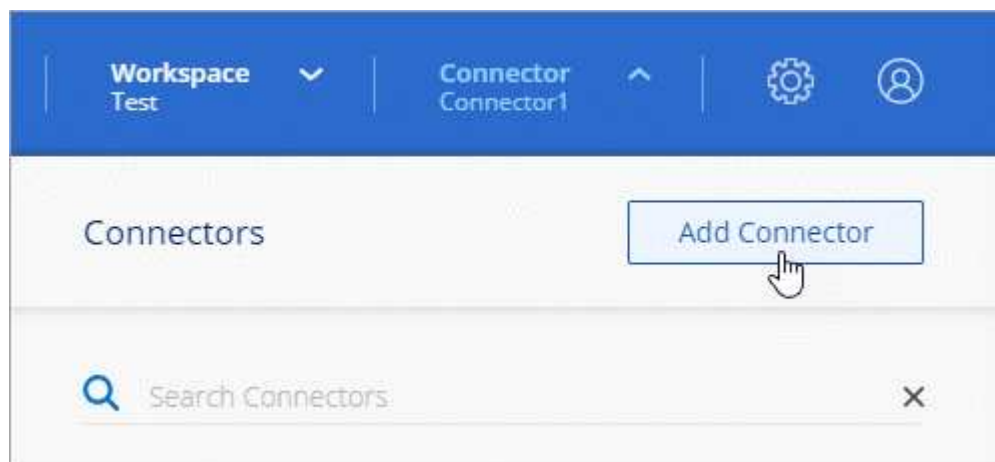 Workspace
Test
Connector
Connector1
Connectors
Add Connector
Search Connectors